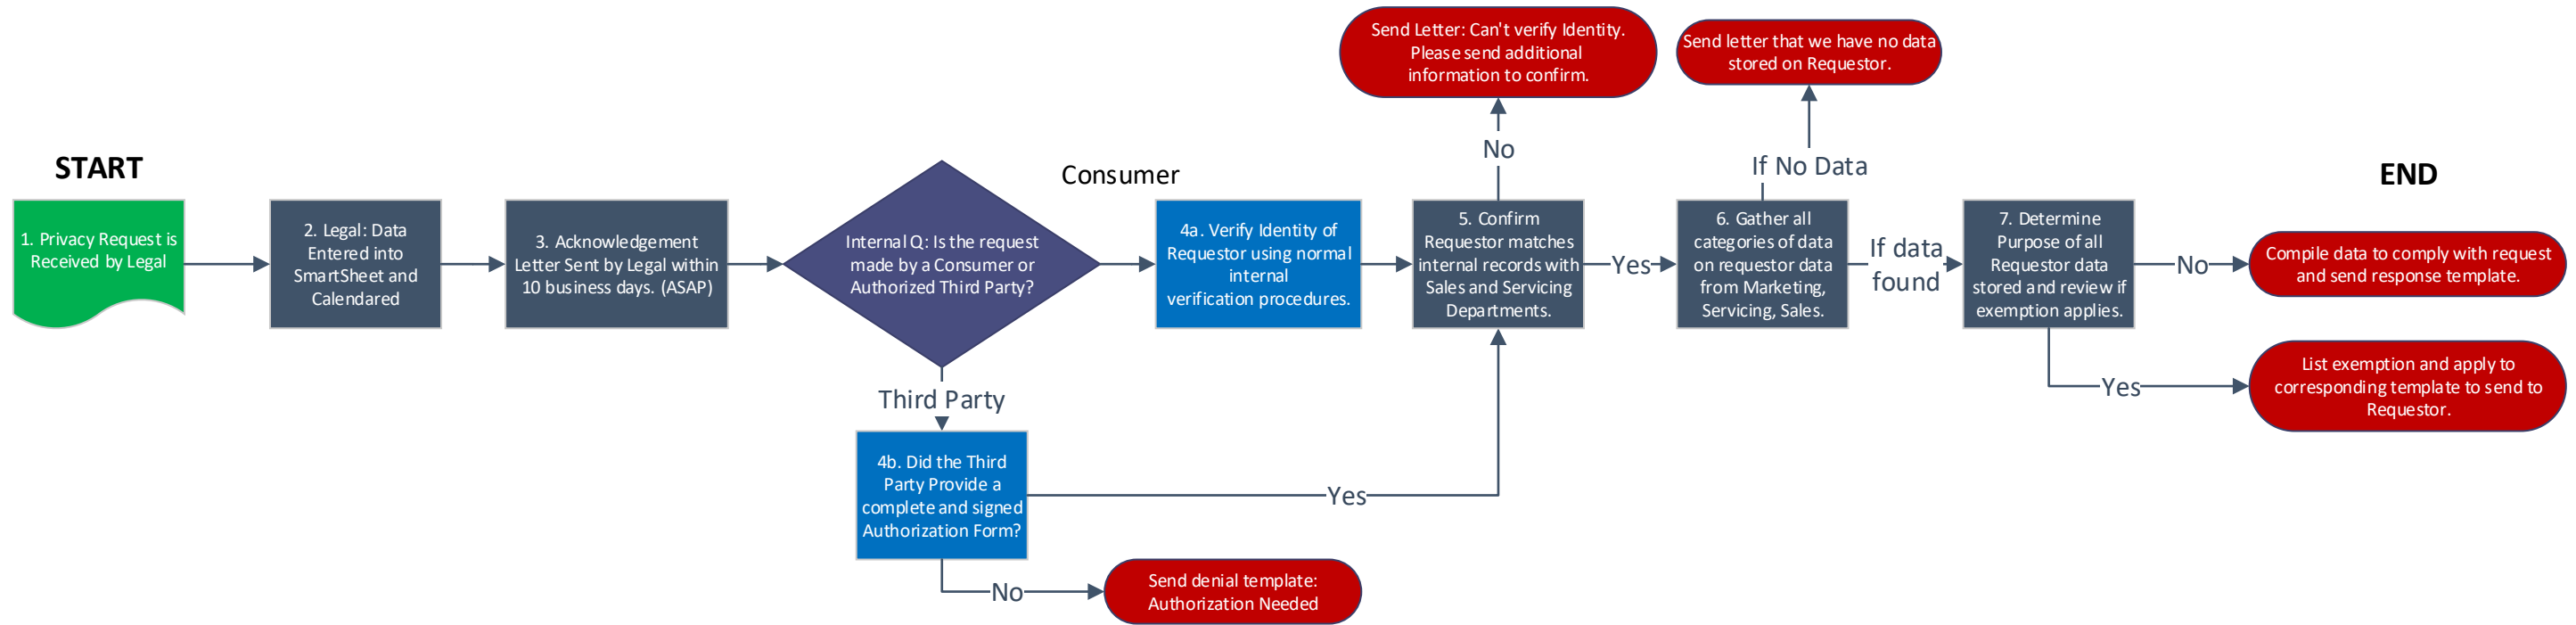 START
1. Privacy Request is
Received by Legal
2. Legal: Data
Entered into
SmartSheet and
Calendared
3. Acknowledgement
Letter Sent by Legal within
10 business days. (ASAP)
Internal Q: Is the request
made by a Consumer or
Authorized Third Party?
Consumer
4a. Verify Identity of
Requestor using normal
internal
verification procedures.
Third Party
4b. Did the Third
Party Provide a
complete and signed
Authorization Form?
Yes
No
Send denial template:
Authorization Needed
5. Confirm
Requestor matches
internal records with
Sales and Servicing
Departments.
No
Send Letter: Can't verify Identity.
Please send additional
information to confirm.
Yes
6. Gather all
categories of data
on requestor data
from Marketing,
Servicing, Sales.
If No Data
Send letter that we have no data
stored on Requestor.
If data
found
7. Determine
Purpose of all
Requestor data
stored and review if
exemption applies.
END
No
Compile data to comply with request
and send response template.
Yes
List exemption and apply to
corresponding template to send to
Requestor.